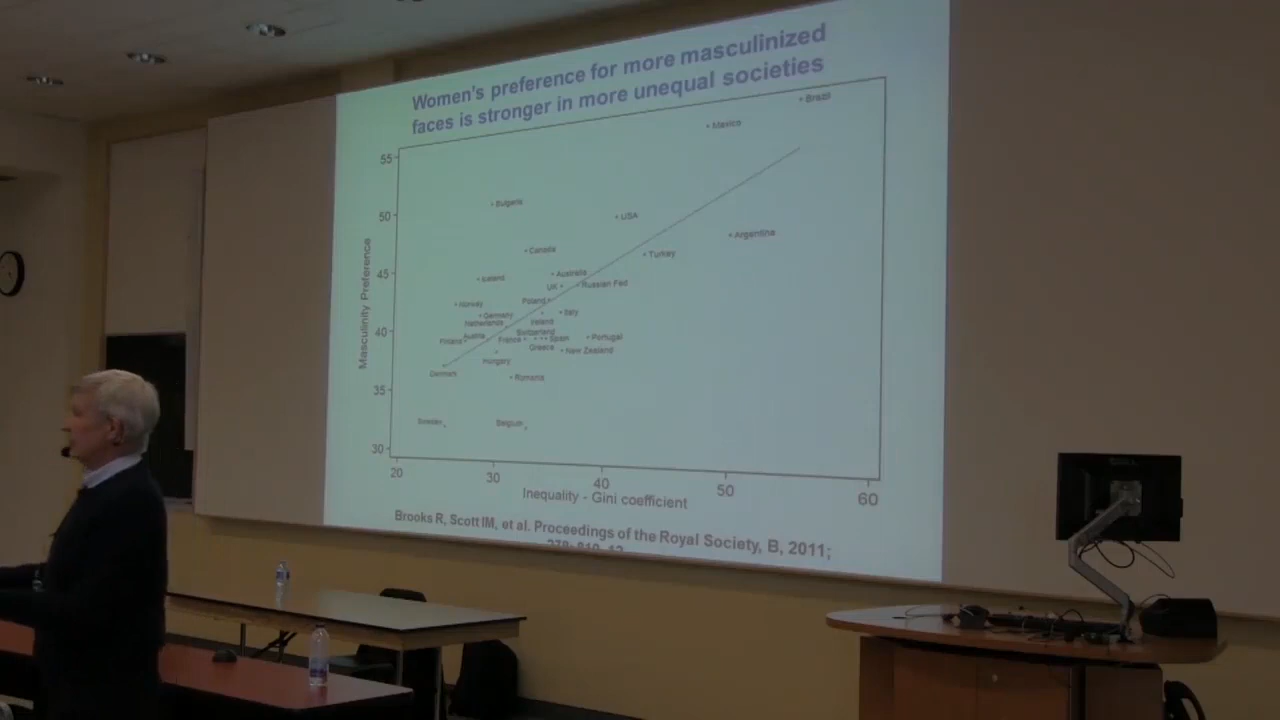 Women's preference for more masculinized
faces is stronger in more unequal societies
Brazil
Mexico
55
Bulgaria
50
USA
Argentina
Canada
Turkey
45
Iceland
Australia
UK
Russian Fed
Norway
Poland
Germany
Italy
Netherlands
Ireland
40
Austria
Switzerland
Finland
France
Spain
Portugal
Greece
New Zealand
Hungary
Denmark
Romania
35
Sweden
Belgium
30
Masculinity Preference
20
30
40
50
60
Inequality - Gini coefficient
Brooks R, Scott IM, et al. Proceedings of the Royal Society, B, 2011;